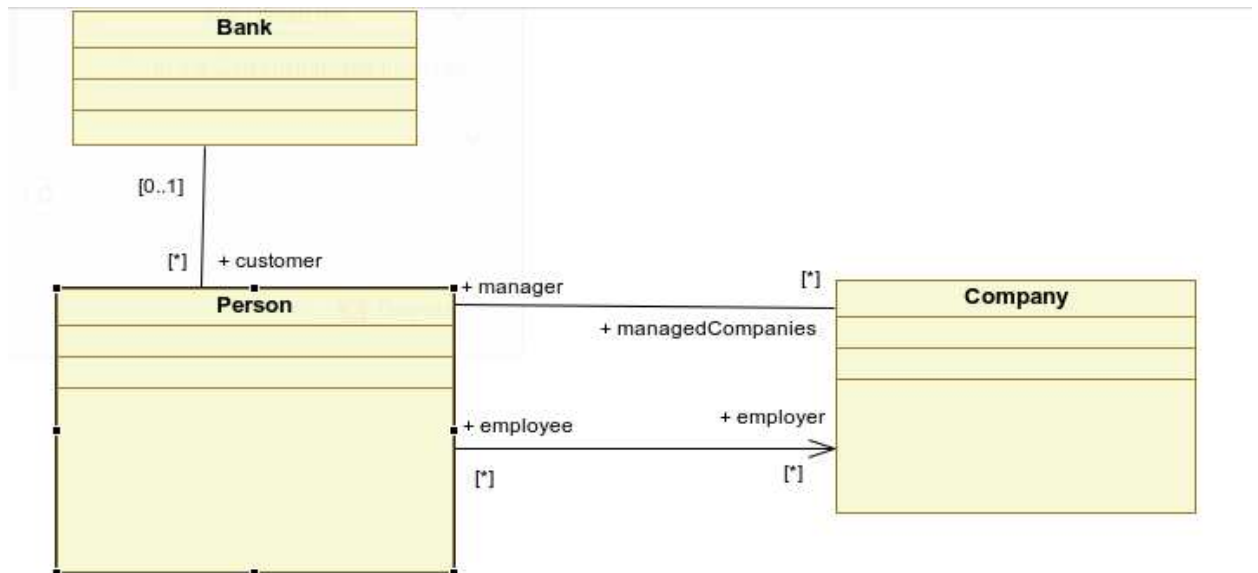 Bank
[0..1]
[*] + customer
Person
+ manager
[*]
+ managedCompanies
Company
+ employee
+ employer
[*]
[*]